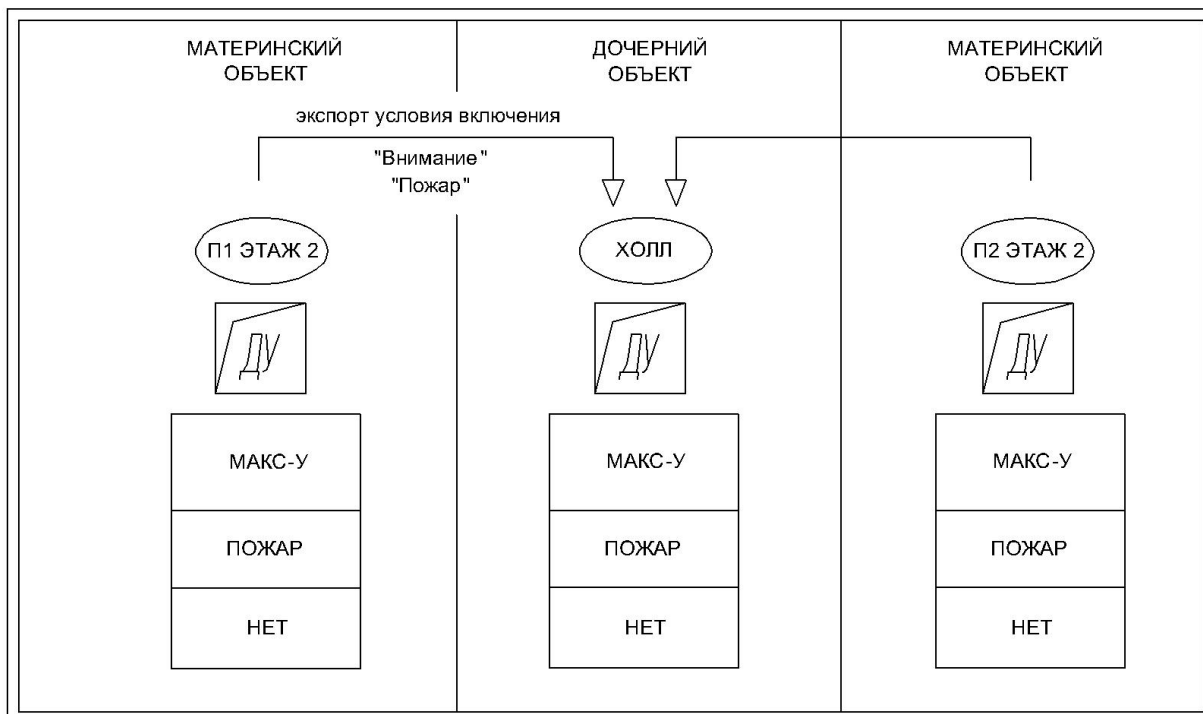 МАТЕРИНСКИЙ
ОБЪЕКТ
ДОЧЕРНИЙ
ОБЪЕКТ
МАТЕРИНСКИЙ
ОБЪЕКТ
экспорт условия включения
"Внимание"
"Пожар"
П1 ЭТАЖ 2
ХОЛЛ
П2 ЭТАЖ 2
ДУ
ДУ
ДУ
МАКС-У
МАКС-У
МАКС-У
ПОЖАР
ПОЖАР
ПОЖАР
НЕТ
НЕТ
НЕТ